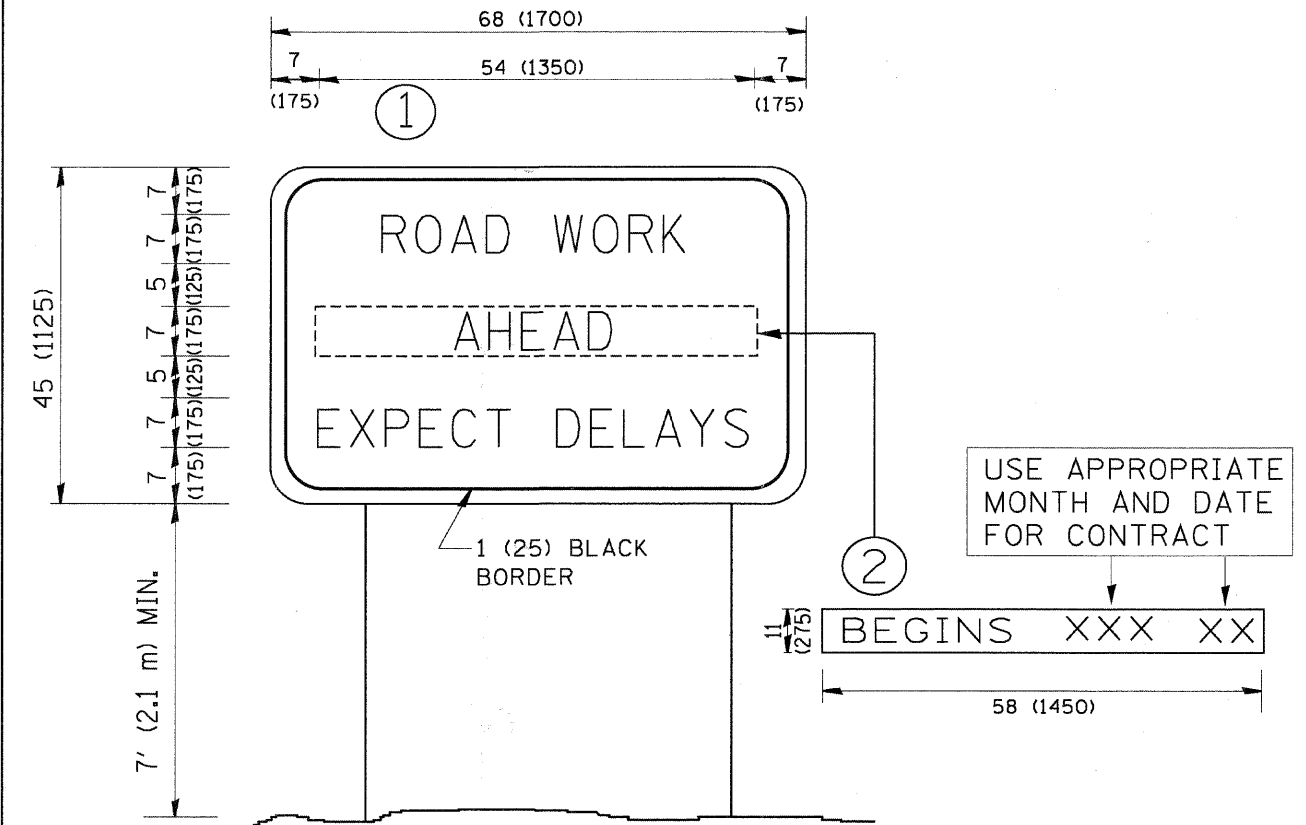 68 (1700)
7 54 (1350) 7
(175) (175)
1
45 (1125)
7 (175)
7 (175)
5 (125)
7 (175)
5 (125)
7 (175)
7 (175)
7' (2.1 m) MIN.
ROAD WORK
AHEAD
EXPECT DELAYS
1 (25) BLACK
BORDER
USE APPROPRIATE
MONTH AND DATE
FOR CONTRACT
2
11
(275)
BEGINS XXX XX
58 (1450)